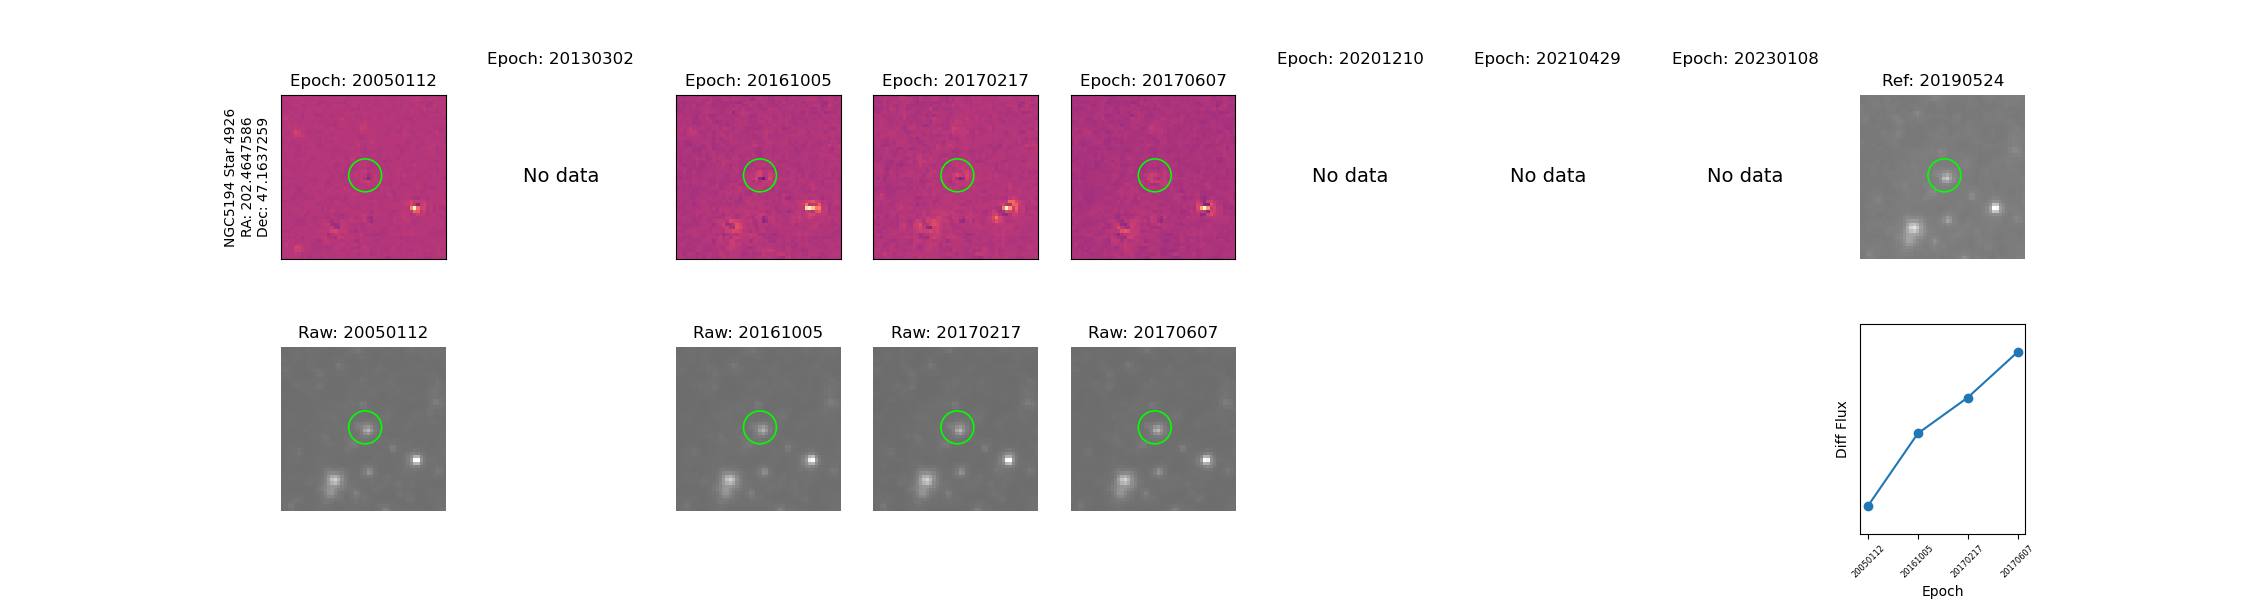 NGC5194 Star 4926
RA: 202.4647586
Dec: 47.1637259
Epoch: 20050112
Epoch: 20130302
No data
Epoch: 20161005
Epoch: 20170217
Epoch: 20170607
Epoch: 20201210
No data
Epoch: 20210429
No data
Epoch: 20230108
No data
Ref: 20190524
Raw: 20050112
Raw: 20161005
Raw: 20170217
Raw: 20170607
Diff Flux
20050112
20161005
20170217
20170607
Epoch